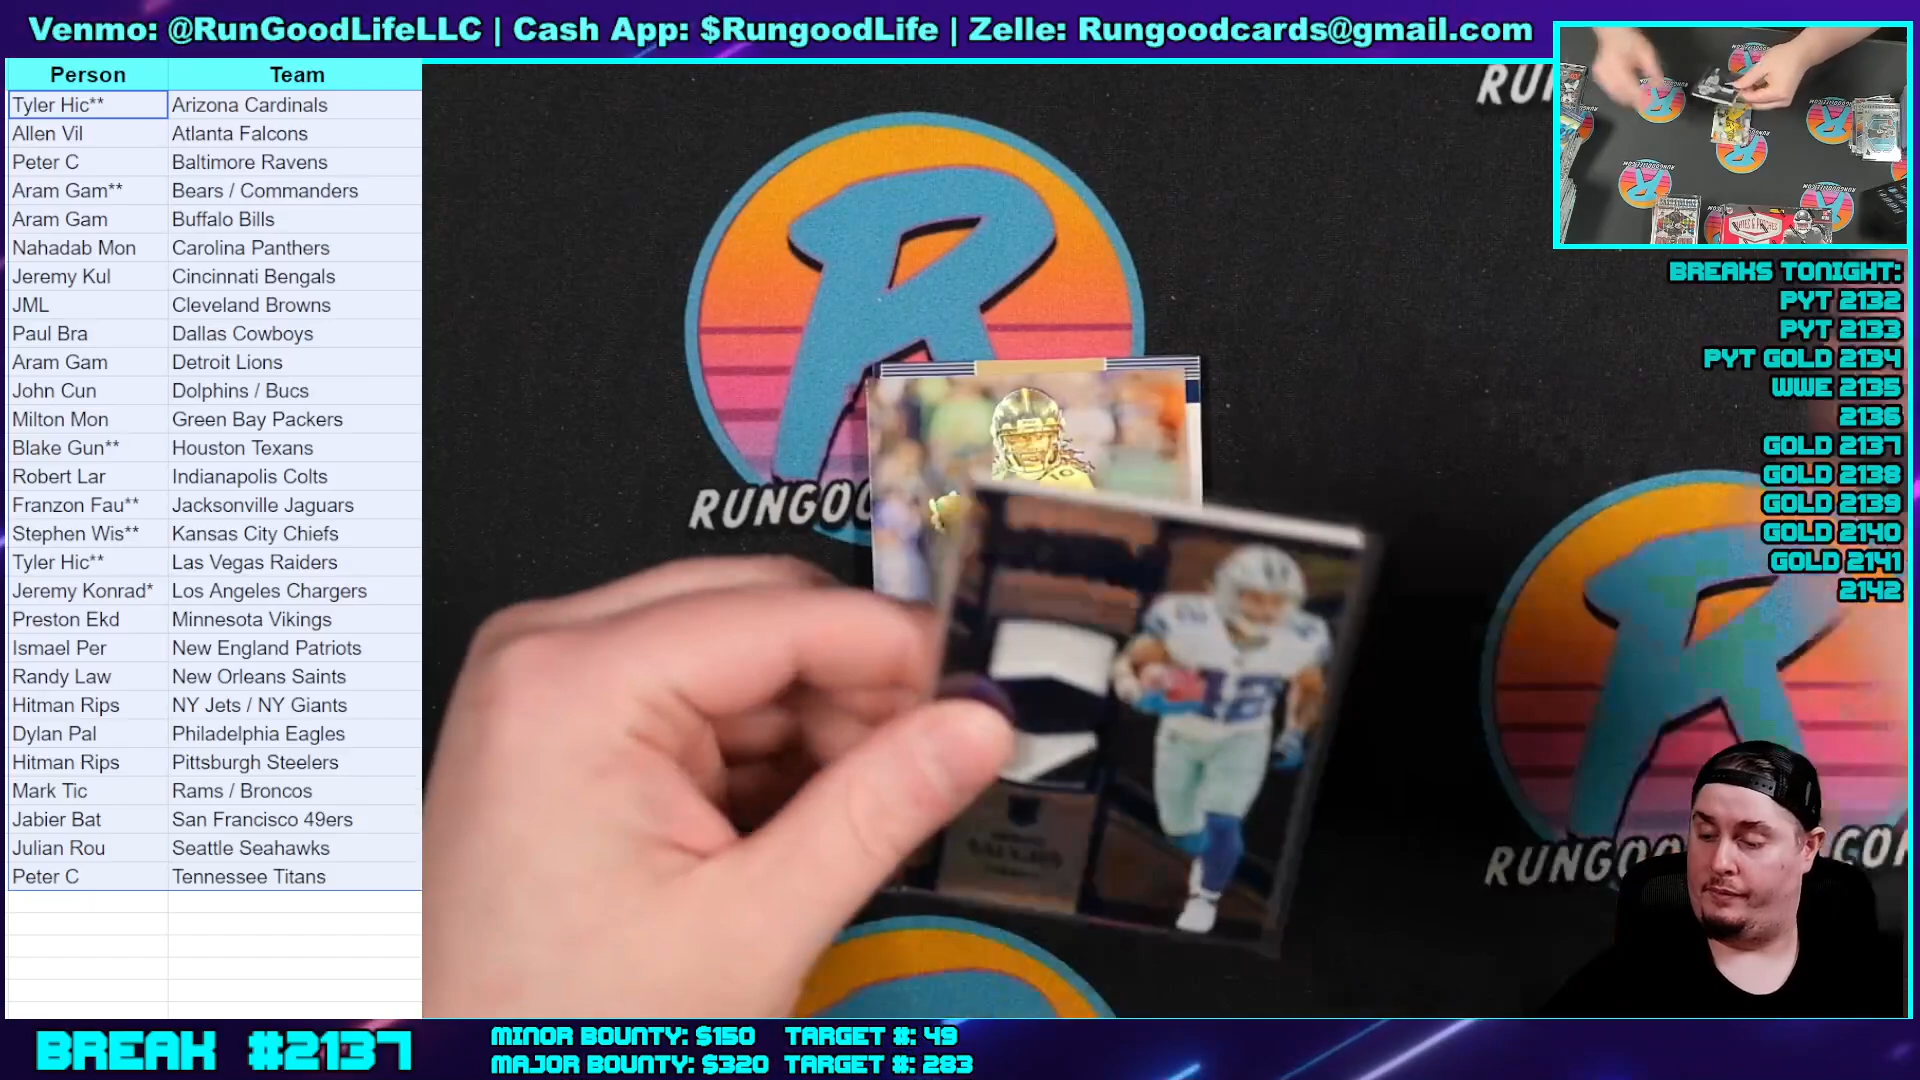 Venmo: @RunGoodLifeLLC | Cash App: $RungoodLife | Zelle: Rungoodcards@gmail.com
Person Team
Tyler Hic** Arizona Cardinals
Allen Vil Atlanta Falcons
Peter C Baltimore Ravens
Aram Gam** Bears / Commanders
Aram Gam Buffalo Bills
Nahadab Mon Carolina Panthers
Jeremy Kul Cincinnati Bengals
JML Cleveland Browns
Paul Bra Dallas Cowboys
Aram Gam Detroit Lions
John Cun Dolphins / Bucs
Milton Mon Green Bay Packers
Blake Gun** Houston Texans
Robert Lar Indianapolis Colts
Franzon Fau** Jacksonville Jaguars
Stephen Wis** Kansas City Chiefs
Tyler Hic** Las Vegas Raiders
Jeremy Konrad* Los Angeles Chargers
Preston Ekd Minnesota Vikings
Ismael Per New England Patriots
Randy Law New Orleans Saints
Hitman Rips NY Jets / NY Giants
Dylan Pal Philadelphia Eagles
Hitman Rips Pittsburgh Steelers
Mark Tic Rams / Broncos
Jabier Bat San Francisco 49ers
Julian Rou Seattle Seahawks
Peter C Tennessee Titans
RUN
R
RUNGOO
42
R
RUNGOO
COM
BREAKS TONIGHT:
PYT 2132
PYT 2133
PYT GOLD 2134
WWE 2135
2136
GOLD 2137
GOLD 2138
GOLD 2139
GOLD 2140
GOLD 2141
2142
BREAK #2137
MINOR BOUNTY: $150 TARGET #: 49
MAJOR BOUNTY: $320 TARGET #: 283